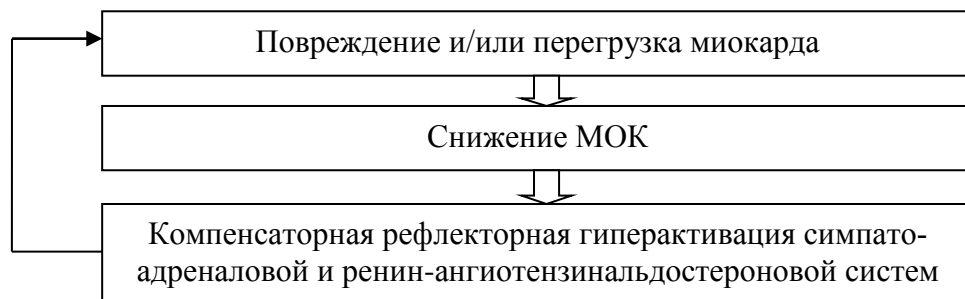 Повреждение и/или перегрузка миокарда
Снижение МОК
Компенсаторная рефлекторная гиперактивация симпато-
адреналовой и ренин-ангиотензинальдостероновой систем